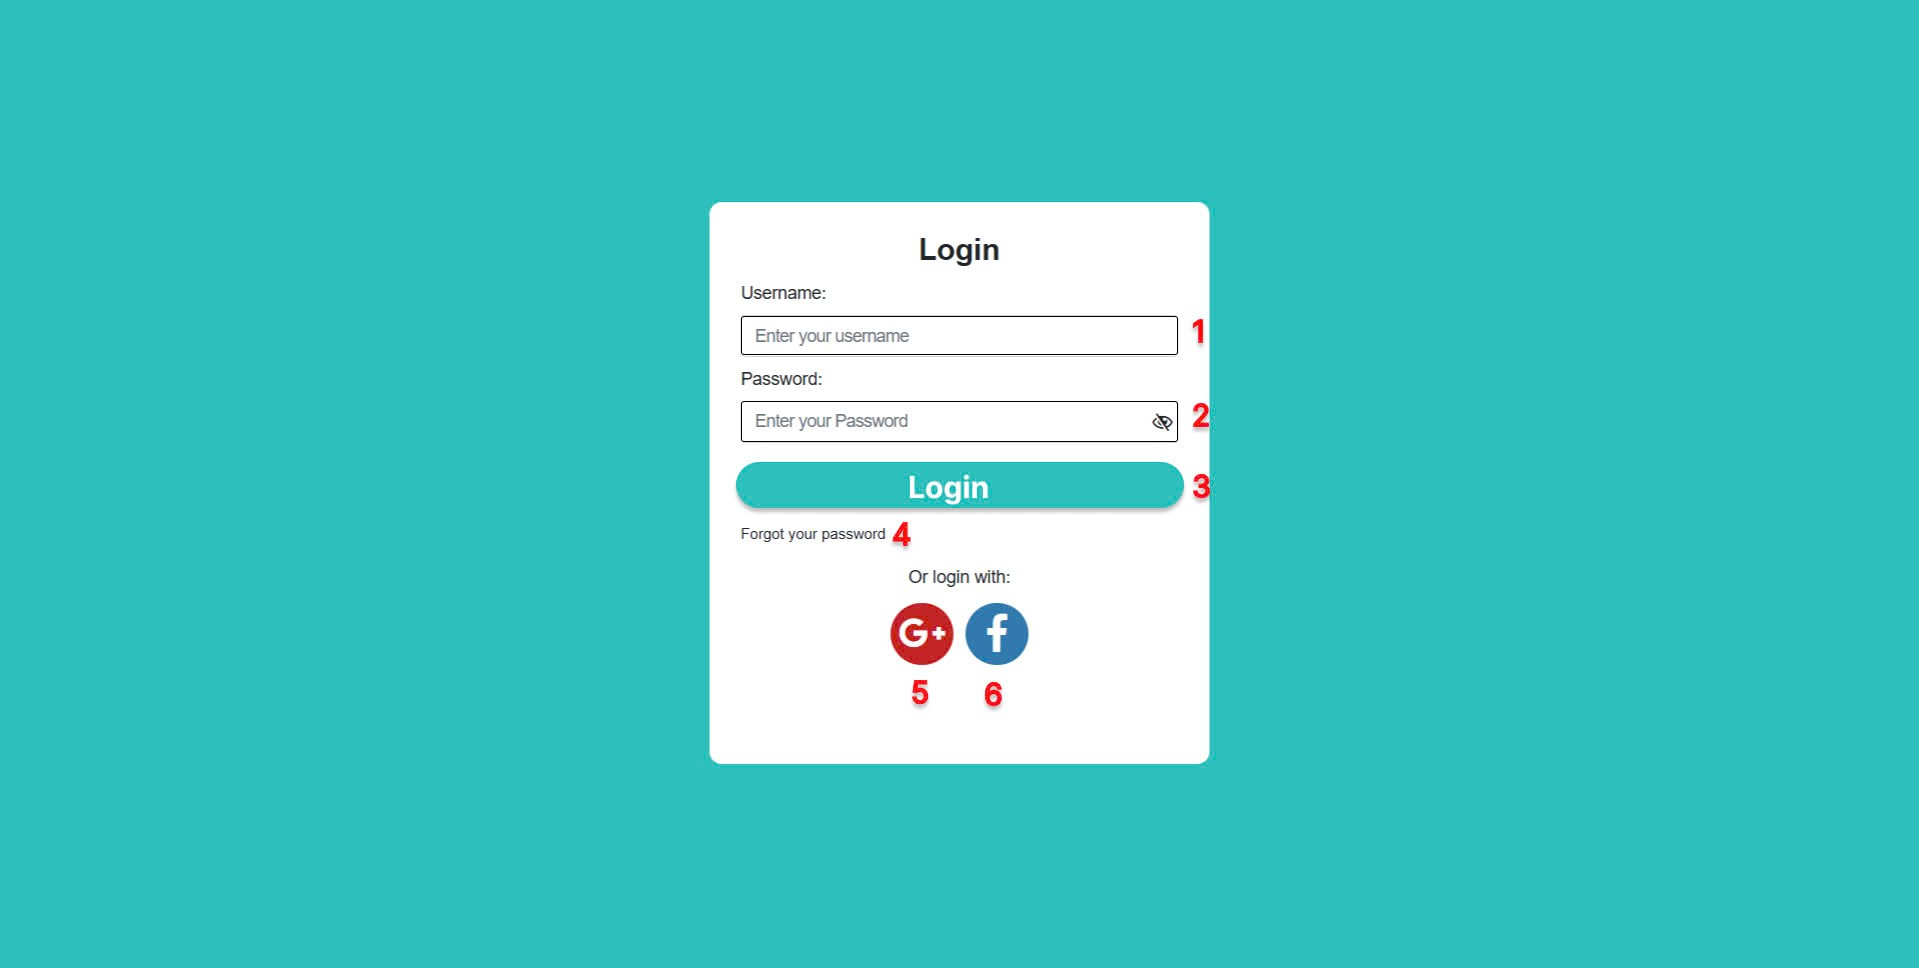 Login
Username:
Enter your username 1
Password:
Enter your Password 2
Login 3
Forgot your password 4
Or login with:
G+ f
5 6